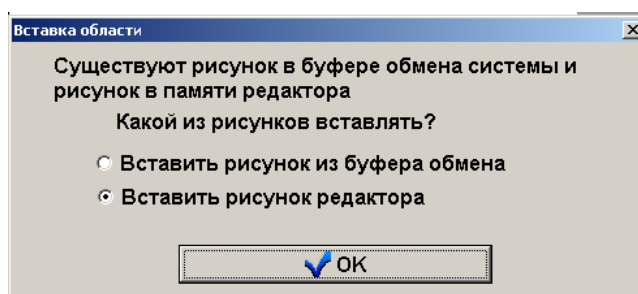 Вставка области
Существуют рисунок в буфере обмена системы и
рисунок в памяти редактора
Какой из рисунков вставлять?
Вставить рисунок из буфера обмена
Вставить рисунок редактора
OK